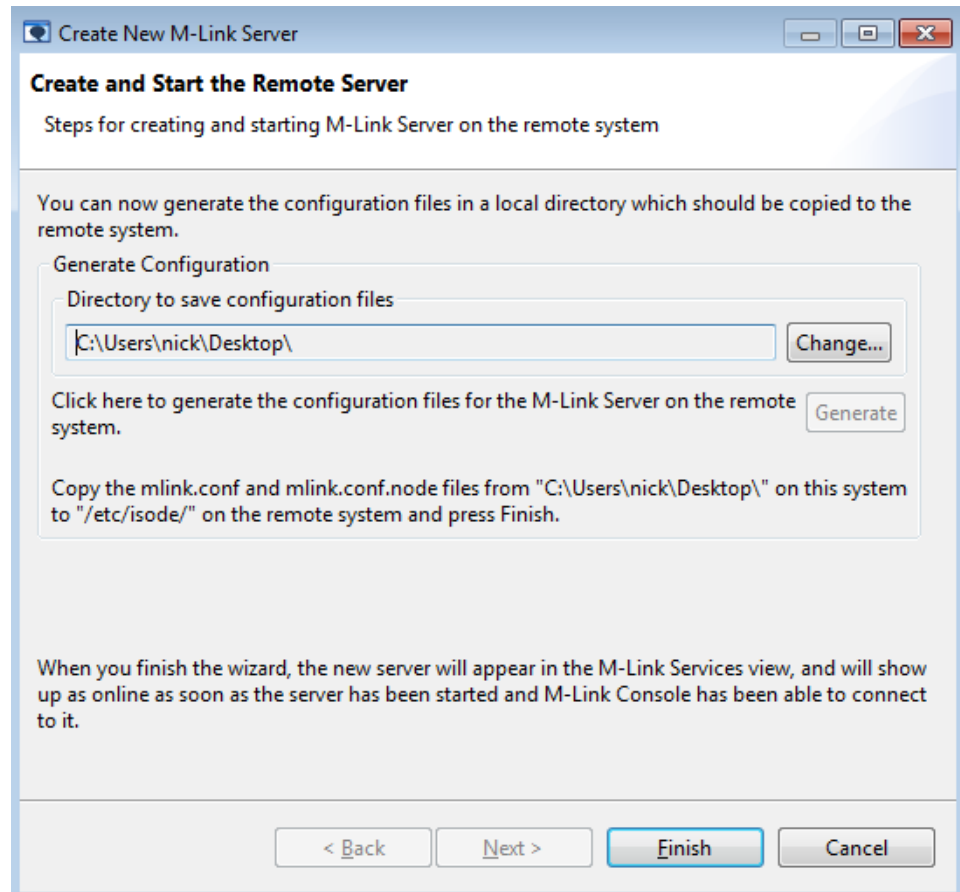 Create New M-Link Server
Create and Start the Remote Server
Steps for creating and starting M-Link Server on the remote system
You can now generate the configuration files in a local directory which should be copied to the
remote system.
Generate Configuration
Directory to save configuration files
C:\Users\nick\Desktop\
Change...
Click here to generate the configuration files for the M-Link Server on the remote
system.
Generate
Copy the mlink.conf and mlink.conf.node files from "C:\Users\nick\Desktop\" on this system
to "/etc/isode/" on the remote system and press Finish.
When you finish the wizard, the new server will appear in the M-Link Services view, and will show
up as online as soon as the server has been started and M-Link Console has been able to connect
to it.
< Back
Next >
Finish
Cancel